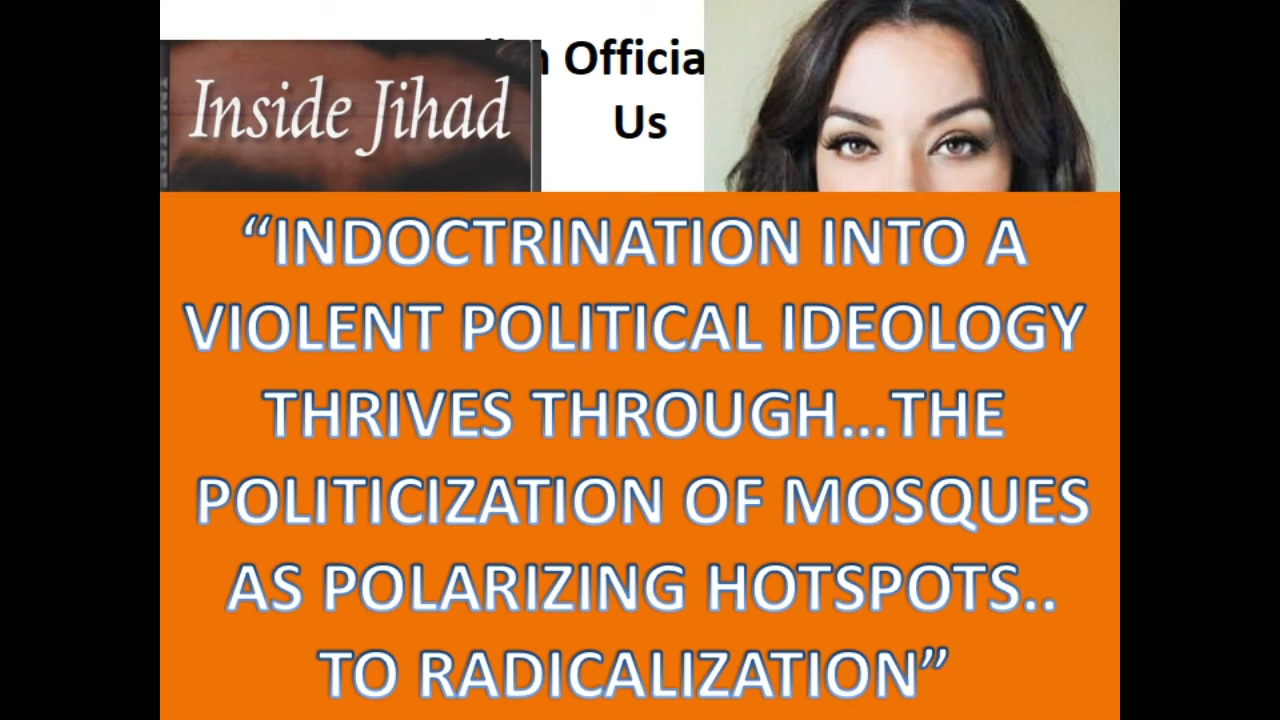 Inside Jihad
Officia
Us
“INDOCTRINATION INTO A
VIOLENT POLITICAL IDEOLOGY
THRIVES THROUGH...THE
POLITICIZATION OF MOSQUES
AS POLARIZING HOTSPOTS..
TO RADICALIZATION”